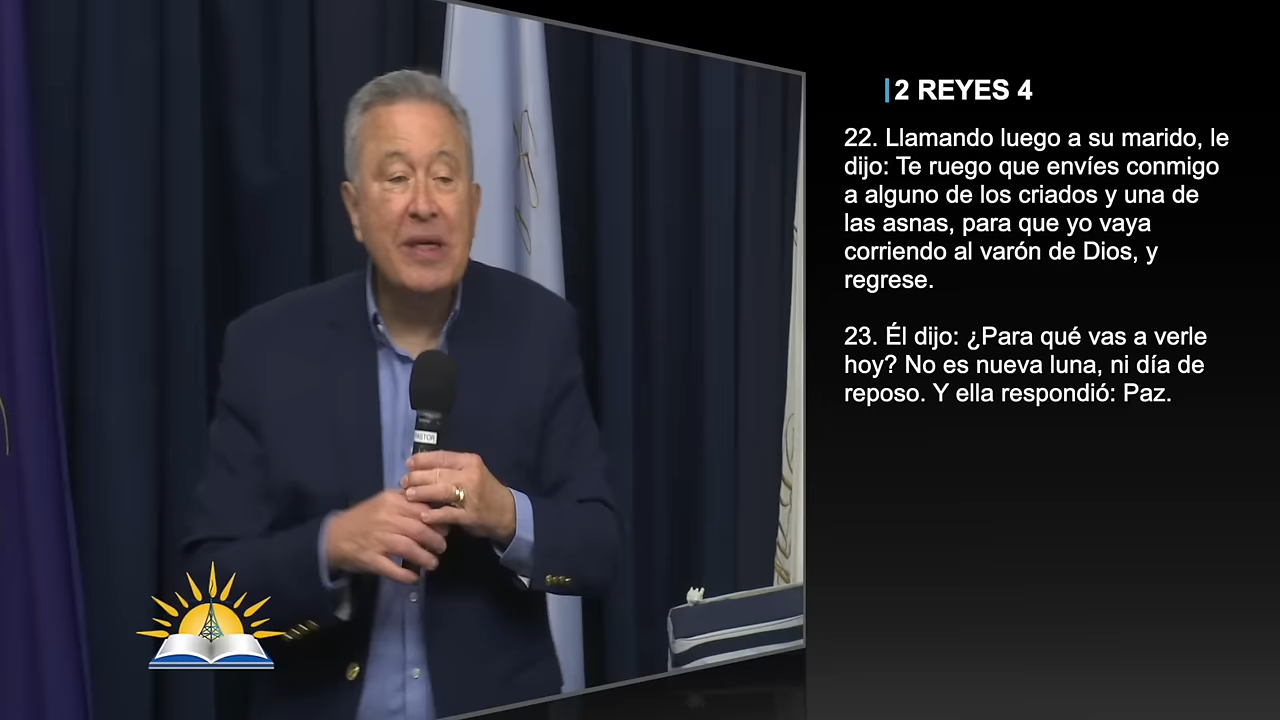 2 REYES 4
22. Llamando luego a su marido, le
dijo: Te ruego que envíes conmigo
a alguno de los criados y una de
las asnas, para que yo vaya
corriendo al varón de Dios, y
regrese.
23. Él dijo: ¿Para qué vas a verle
hoy? No es nueva luna, ni día de
reposo. Y ella respondió: Paz.
PASTOR